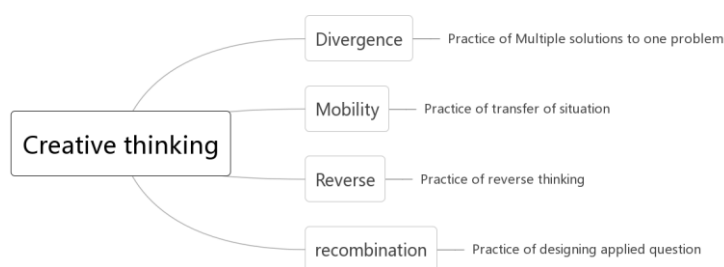 Creative thinking
Divergence
Practice of Multiple solutions to one problem
Mobility
Practice of transfer of situation
Reverse
Practice of reverse thinking
recombination
Practice of designing applied question